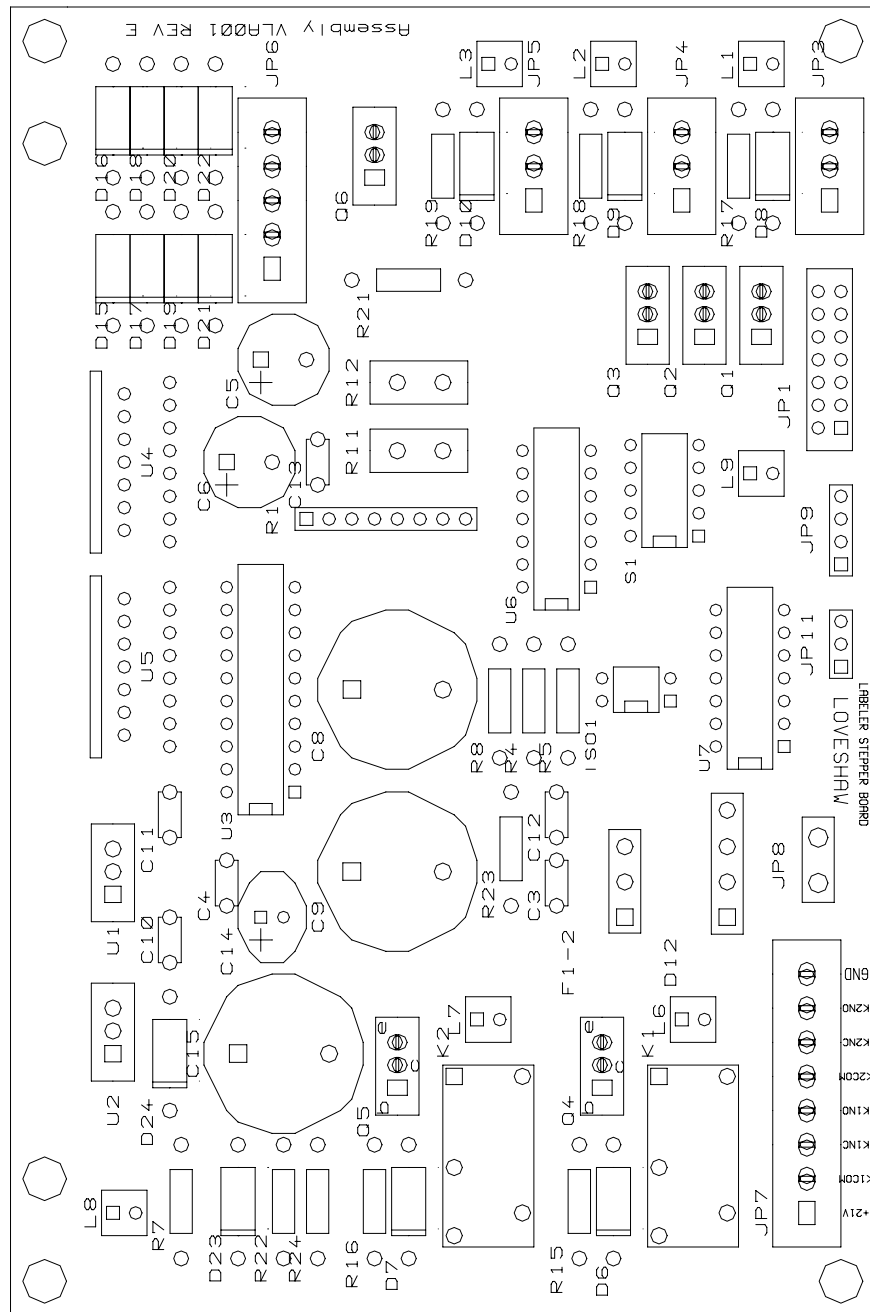 Assembly VLA001 REV E
JP6
L3
JP5
L2
JP4
L1
JP3
D16
D18
D20
D22
Q6
R19
D10
R18
D9
R17
D8
D15
D17
D19
D21
R21
C5
R12
Q3
Q2
Q1
JP1
U4
C6
C13
R11
R1
L9
S1
JP9
U6
U5
JP11
C8
R8
R4
R5
ISO1
U7
LABELER STEPPER BOARD
LOVESHAW
C11
U3
C12
JP8
U1
C10
C4
C14
C9
R23
C3
F1-2
D12
GND
K2NO
K2NC
K2COM
K1NO
K1NC
K1COM
+21V
U2
D24
C15
e
c
b
Q5
K2
L7
e
c
b
Q4
K1
L6
JP7
L8
R7
D23
R22
R24
R16
D7
R15
D6